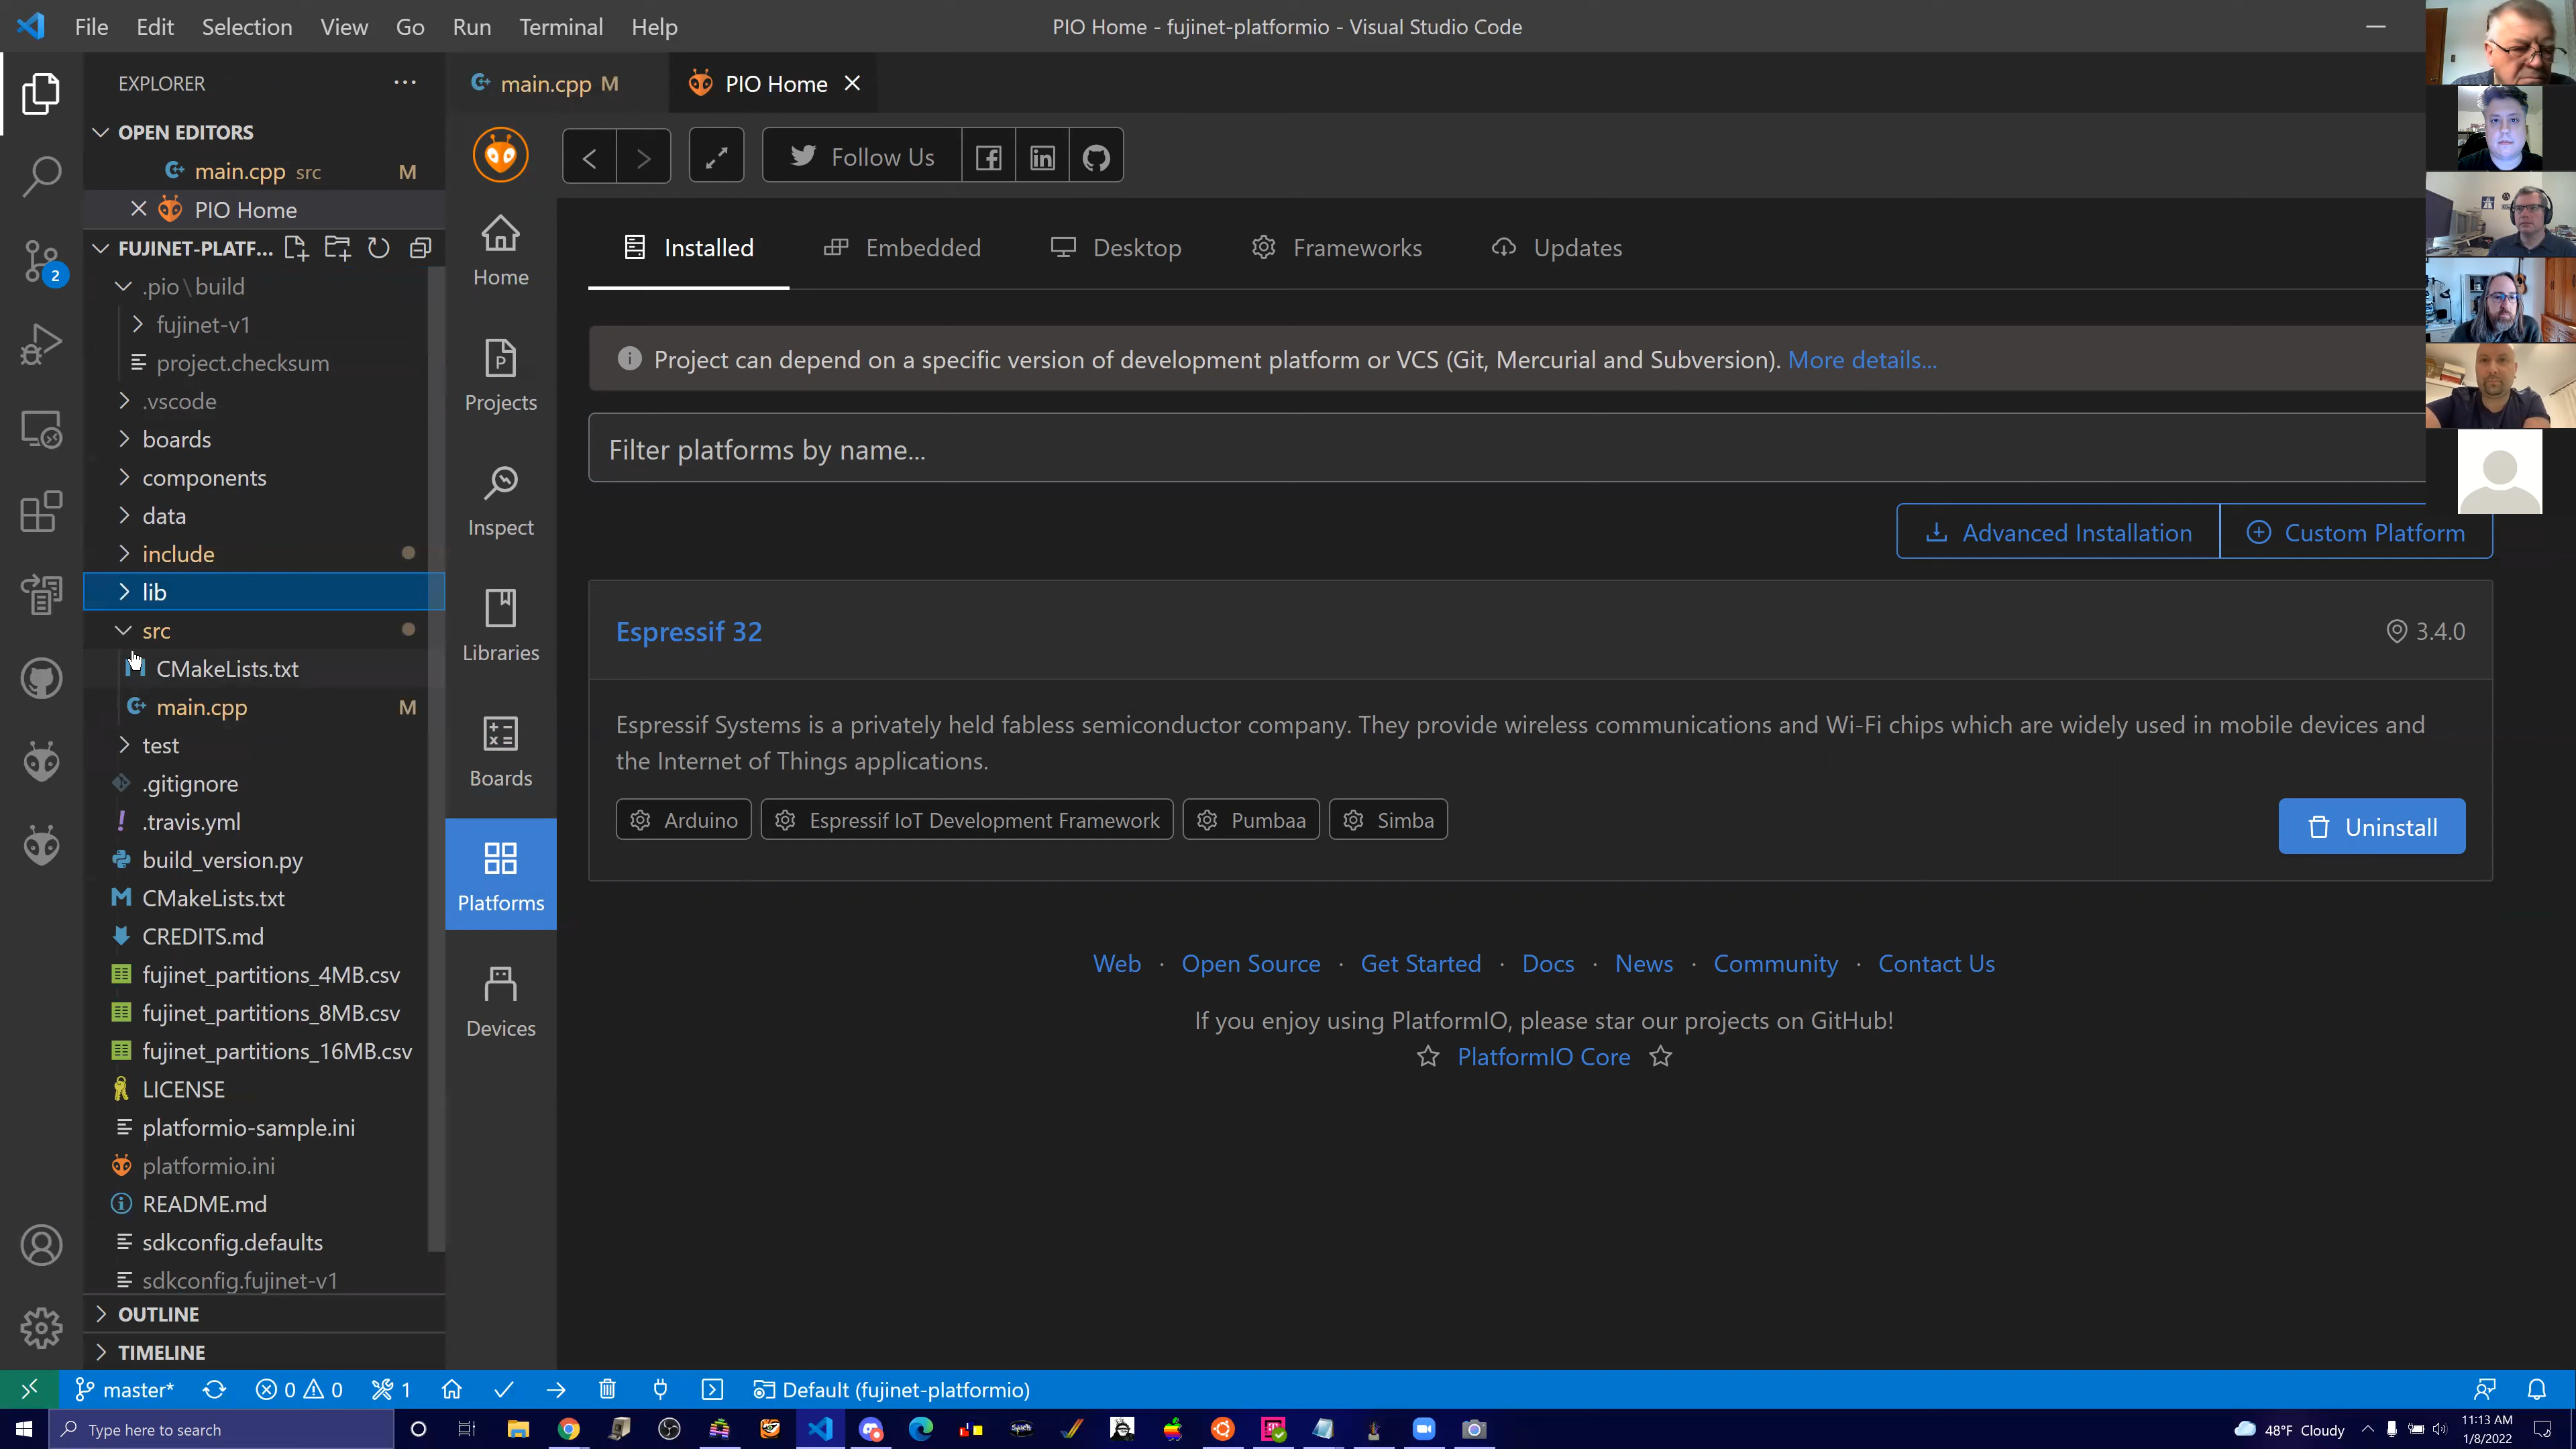 File Edit Selection View Go Run Terminal Help
PIO Home - fujinet-platformio - Visual Studio Code
EXPLORER
OPEN EDITORS
main.cpp src M
PIO Home
FUJINET-PLATF...
.pio\build
fujinet-v1
project.checksum
.vscode
boards
components
data
include
lib
src
CMakeLists.txt
main.cpp M
test
.gitignore
.travis.yml
build_version.py
CMakeLists.txt
CREDITS.md
fujinet_partitions_4MB.csv
fujinet_partitions_8MB.csv
fujinet_partitions_16MB.csv
LICENSE
platformio-sample.ini
platformio.ini
README.md
sdkconfig.defaults
sdkconfig.fujinet-v1
OUTLINE
TIMELINE
2
main.cpp M
PIO Home
Follow Us
Home
Projects
Inspect
Libraries
Boards
Platforms
Devices
Installed Embedded Desktop Frameworks Updates
Project can depend on a specific version of development platform or VCS (Git, Mercurial and Subversion). More details...
Filter platforms by name...
Advanced Installation Custom Platform
Espressif 32 3.4.0
Espressif Systems is a privately held fabless semiconductor company. They provide wireless communications and Wi-Fi chips which are widely used in mobile devices and
the Internet of Things applications.
Arduino Espressif IoT Development Framework Pumbaa Simba
Uninstall
Web · Open Source · Get Started · Docs · News · Community · Contact Us
If you enjoy using PlatformIO, please star our projects on GitHub!
PlatformIO Core
master* 0 0 1 Default (fujinet-platformio)
Type here to search
48°F Cloudy
11:13 AM
1/8/2022